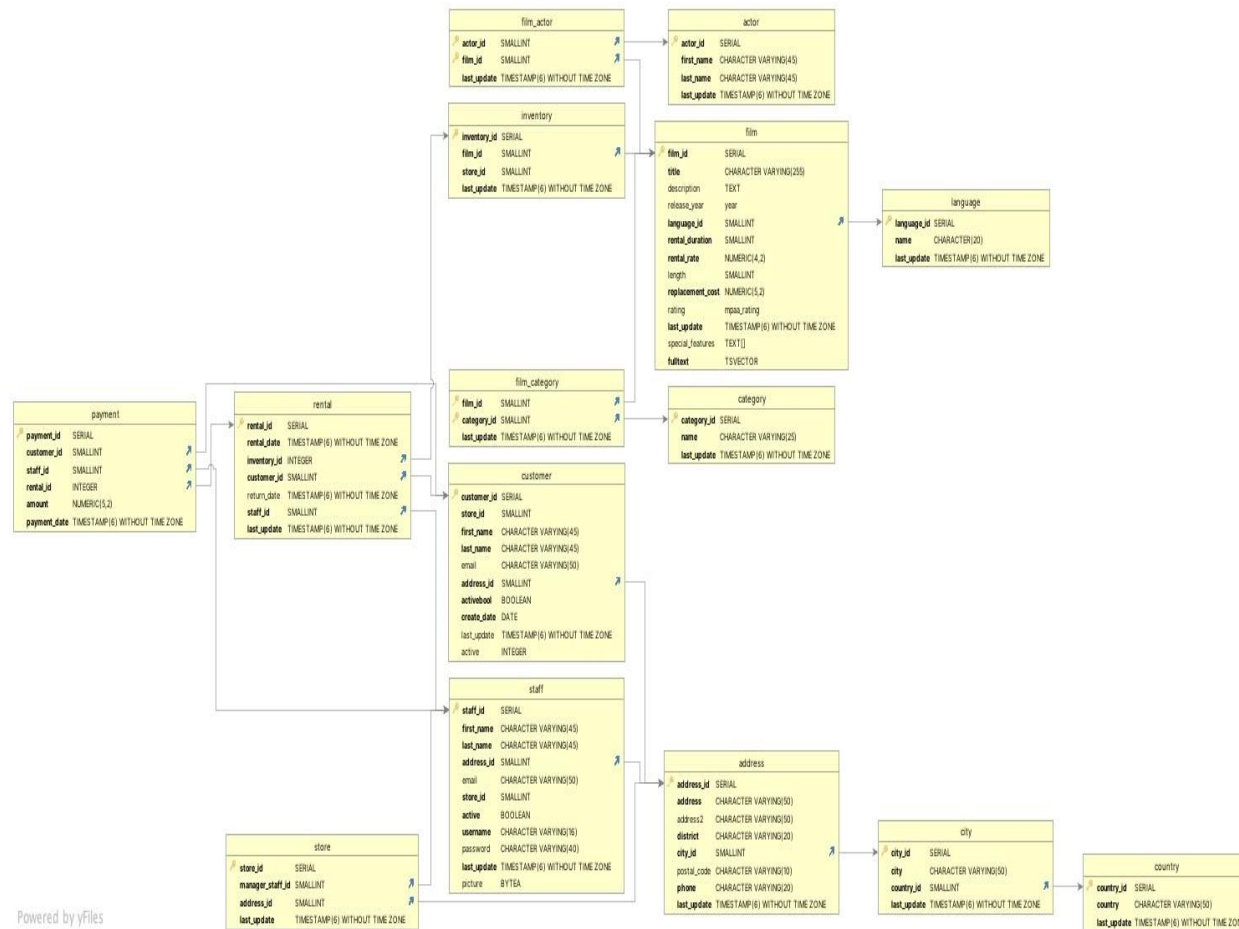 film_actor
actor_id SMALLINT
film_id SMALLINT
last_update TIMESTAMP(6) WITHOUT TIME ZONE
actor
actor_id SERIAL
first_name CHARACTER VARYING(45)
last_name CHARACTER VARYING(45)
last_update TIMESTAMP(6) WITHOUT TIME ZONE
inventory
inventory_id SERIAL
film_id SMALLINT
store_id SMALLINT
last_update TIMESTAMP(6) WITHOUT TIME ZONE
film
film_id SERIAL
title CHARACTER VARYING(255)
description TEXT
release_year year
language_id SMALLINT
rental_duration SMALLINT
rental_rate NUMERIC(4,2)
length SMALLINT
replacement_cost NUMERIC(5,2)
rating mpaa_rating
last_update TIMESTAMP(6) WITHOUT TIME ZONE
special_features TEXT[]
fulltext TSVECTOR
language
language_id SERIAL
name CHARACTER(20)
last_update TIMESTAMP(6) WITHOUT TIME ZONE
film_category
film_id SMALLINT
category_id SMALLINT
last_update TIMESTAMP(6) WITHOUT TIME ZONE
category
category_id SERIAL
name CHARACTER VARYING(25)
last_update TIMESTAMP(6) WITHOUT TIME ZONE
payment
payment_id SERIAL
customer_id SMALLINT
staff_id SMALLINT
rental_id INTEGER
amount NUMERIC(5,2)
payment_date TIMESTAMP(6) WITHOUT TIME ZONE
rental
rental_id SERIAL
rental_date TIMESTAMP(6) WITHOUT TIME ZONE
inventory_id INTEGER
customer_id SMALLINT
return_date TIMESTAMP(6) WITHOUT TIME ZONE
staff_id SMALLINT
last_update TIMESTAMP(6) WITHOUT TIME ZONE
customer
customer_id SERIAL
store_id SMALLINT
first_name CHARACTER VARYING(45)
last_name CHARACTER VARYING(45)
email CHARACTER VARYING(50)
address_id SMALLINT
activebool BOOLEAN
create_date DATE
last_update TIMESTAMP(6) WITHOUT TIME ZONE
active INTEGER
staff
staff_id SERIAL
first_name CHARACTER VARYING(45)
last_name CHARACTER VARYING(45)
address_id SMALLINT
email CHARACTER VARYING(50)
store_id SMALLINT
active BOOLEAN
username CHARACTER VARYING(16)
password CHARACTER VARYING(40)
last_update TIMESTAMP(6) WITHOUT TIME ZONE
picture BYTEA
address
address_id SERIAL
address CHARACTER VARYING(50)
address2 CHARACTER VARYING(50)
district CHARACTER VARYING(20)
city_id SMALLINT
postal_code CHARACTER VARYING(10)
phone CHARACTER VARYING(20)
last_update TIMESTAMP(6) WITHOUT TIME ZONE
city
city_id SERIAL
city CHARACTER VARYING(50)
country_id SMALLINT
last_update TIMESTAMP(6) WITHOUT TIME ZONE
country
country_id SERIAL
country CHARACTER VARYING(50)
last_update TIMESTAMP(6) WITHOUT TIME ZONE
store
store_id SERIAL
manager_staff_id SMALLINT
address_id SMALLINT
last_update TIMESTAMP(6) WITHOUT TIME ZONE
Powered by yFiles